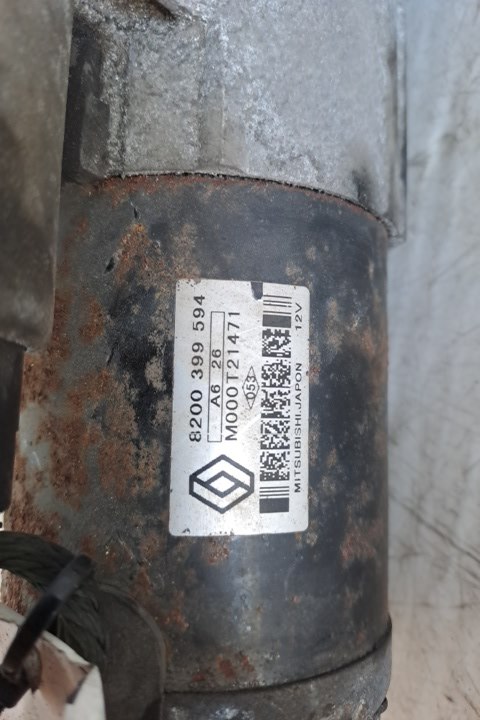 8200 399 594
A6 26
M000T21471
053
MITSUBISHI.JAPON 12V